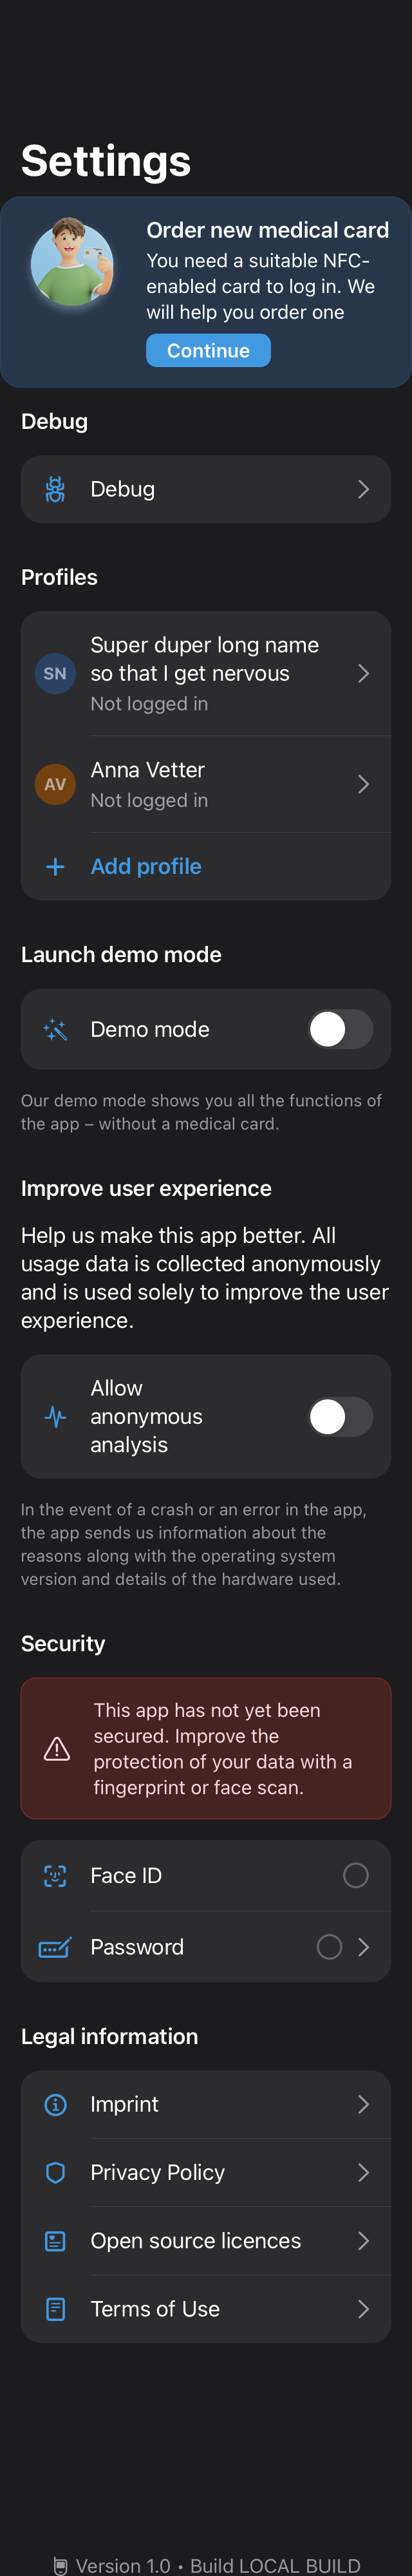 Settings
Order new medical card
You need a suitable NFC-
enabled card to log in. We
will help you order one
Continue
Debug
Debug
Profiles
SN
Super duper long name
so that I get nervous
Not logged in
AV
Anna Vetter
Not logged in
Add profile
Launch demo mode
Demo mode
Our demo mode shows you all the functions of
the app – without a medical card.
Improve user experience
Help us make this app better. All
usage data is collected anonymously
and is used solely to improve the user
experience.
Allow
anonymous
analysis
In the event of a crash or an error in the app,
the app sends us information about the
reasons along with the operating system
version and details of the hardware used.
Security
This app has not yet been
secured. Improve the
protection of your data with a
fingerprint or face scan.
Face ID
Password
Legal information
Imprint
Privacy Policy
Open source licences
Terms of Use
Version 1.0 • Build LOCAL BUILD